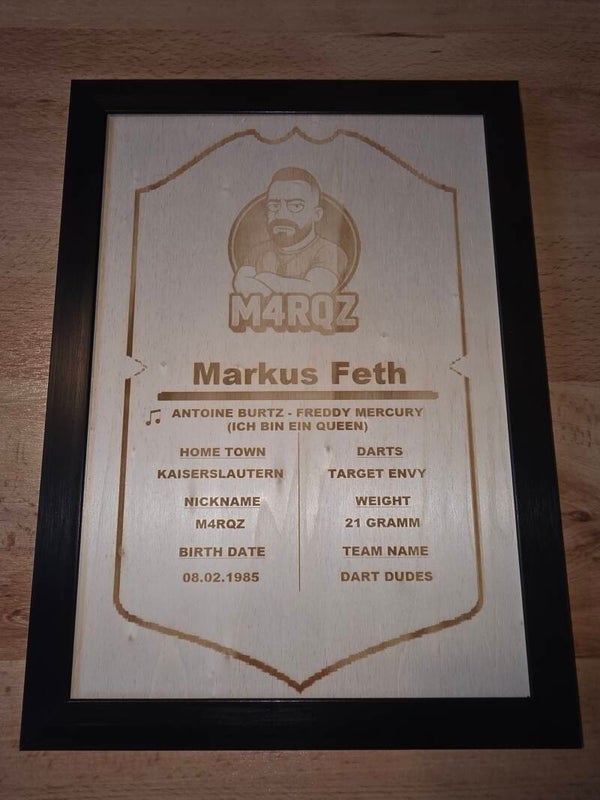 M4RQZ
Markus Feth
ANTOINE BURTZ - FREDDY MERCURY
(ICH BIN EIN QUEEN)
HOME TOWN
KAISERSLAUTERN
NICKNAME
M4RQZ
BIRTH DATE
08.02.1985
DARTS
TARGET ENVY
WEIGHT
21 GRAMM
TEAM NAME
DART DUDES